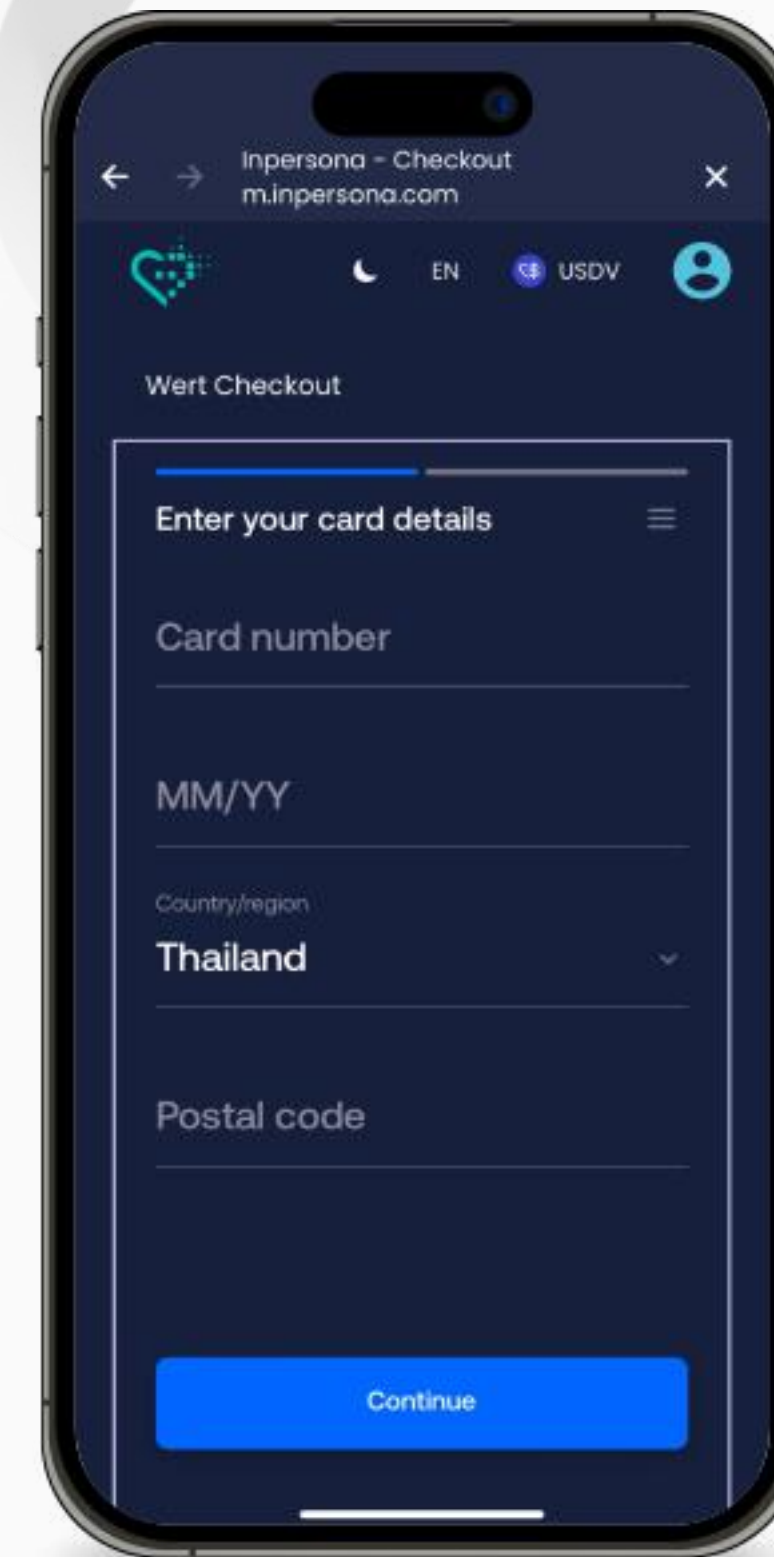 Inpersona - Checkout
m.inpersona.com
EN
USDV
Wert Checkout
Enter your card details
Card number
MM/YY
Country/region
Thailand
Postal code
Continue